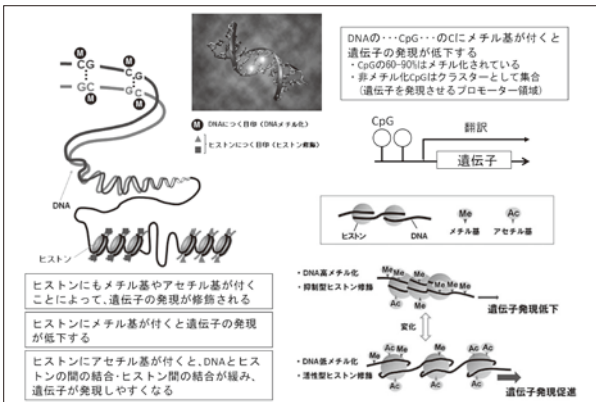 M
M
CG
CG
GC
GC
M
M
M DNAにつく目印（DNAメチル化）
ヒストンにつく目印（ヒストン修飾）
DNA
ヒストン
ヒストンにもメチル基やアセチル基が付く
ことによって、遺伝子の発現が修飾される
ヒストンにメチル基が付くと遺伝子の発現
が低下する
ヒストンにアセチル基が付くと、DNAとヒス
トンの間の結合・ヒストン間の結合が緩み、
遺伝子が発現しやすくなる
DNAの・・・CpG・・・のCにメチル基が付くと
遺伝子の発現が低下する
・CpGの60-90%はメチル化されている
・非メチル化CpGはクラスターとして集合
（遺伝子を発現させるプロモーター領域）
CpG
翻訳
遺伝子
ヒストン
DNA
Me
メチル基
Ac
アセチル基
・DNA高メチル化
・抑制型ヒストン修飾
Me
Me
Me
Me
Me Me Me
Ac
遺伝子発現低下
変化
・DNA低メチル化
・活性型ヒストン修飾
Me
Ac
Me
Ac
Ac Ac
Ac
Ac
Ac
遺伝子発現促進